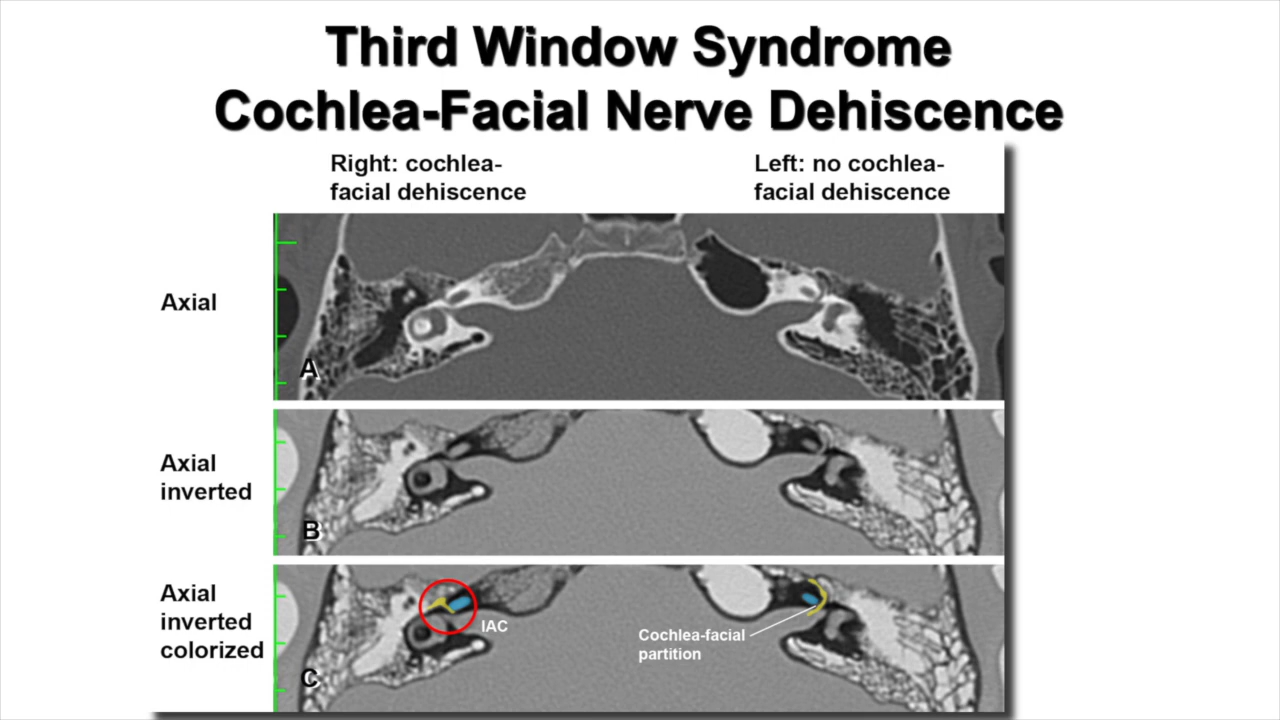 Third Window Syndrome
Cochlea-Facial Nerve Dehiscence
Right: cochlea-
facial dehiscence
Left: no cochlea-
facial dehiscence
Axial
A
Axial
inverted
B
Axial
inverted
colorized
IAC
Cochlea-facial
partition
C